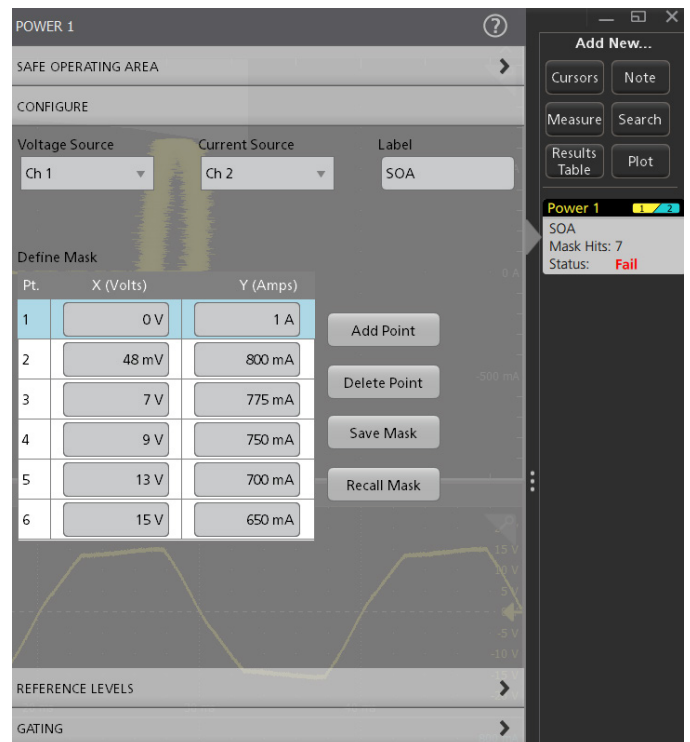 POWER 1
?
SAFE OPERATING AREA
CONFIGURE
Voltage Source Current Source Label
Ch 1 Ch 2 SOA
Define Mask
Pt. X (Volts) Y (Amps)
1 0 V 1 A
2 48 mV 800 mA
3 7 V 775 mA
4 9 V 750 mA
5 13 V 700 mA
6 15 V 650 mA
Add Point
Delete Point
Save Mask
Recall Mask
0 A
-500 mA
15 V
10 V
5 V
-5 V
-10 V
REFERENCE LEVELS
GATING
Add New...
Cursors Note
Measure Search
Results
Table
Plot
Power 1 1 2
SOA
Mask Hits: 7
Status: Fail